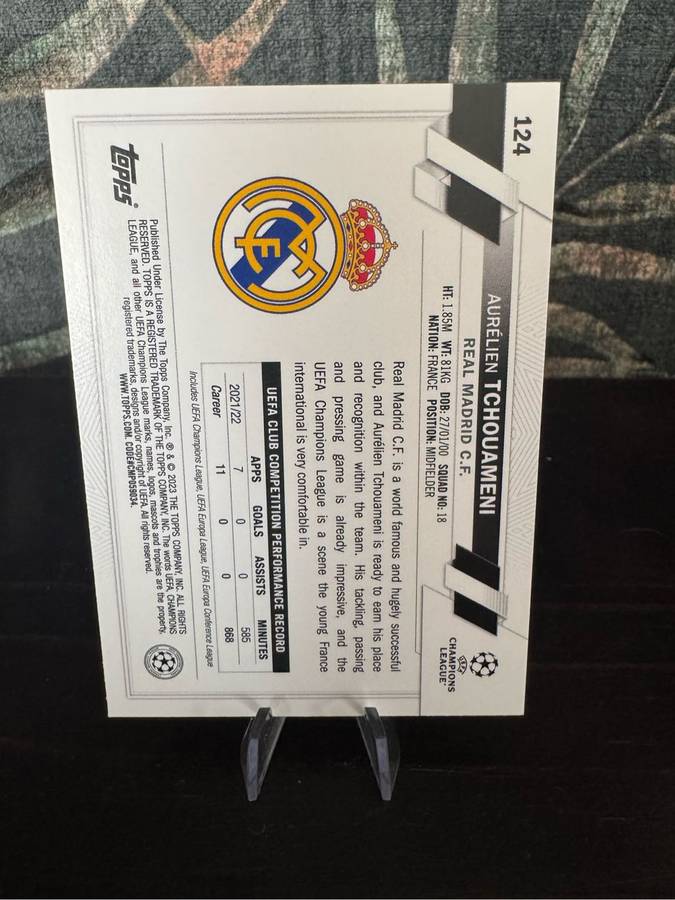 124
AURÉLIEN TCHOUAMENI
REAL MADRID C.F.
HT: 1.85M WT: 81KG DOB: 27/01/00 SQUAD NO: 18
NATION: FRANCE POSITION: MIDFIELDER
UEFA
CHAMPIONS
LEAGUE®
Real Madrid C.F. is a world famous and hugely successful
club, and Aurélien Tchouameni is ready to earn his place
and recognition within the team. His tackling, passing
and pressing game is already impressive, and the
UEFA Champions League is a scene the young France
international is very comfortable in.
UEFA CLUB COMPETITION PERFORMANCE RECORD
APPS GOALS ASSISTS MINUTES
2021/22 7 0 0 585
Career 11 0 0 868
Includes UEFA Champions League, UEFA Europa League, UEFA Europa Conference League
topps®
Published Under License by The Topps Company, Inc. ® & © 2023 THE TOPPS COMPANY, INC. ALL RIGHTS
RESERVED. TOPPS IS A REGISTERED TRADEMARK OF THE TOPPS COMPANY, INC. The words UEFA CHAMPIONS
LEAGUE, and all other UEFA Champions League marks, names, logos, mascots and trophies are the property,
registered trademarks, designs and/or copyright of UEFA. All rights reserved.
WWW.TOPPS.COM. CODE#CMP059034.